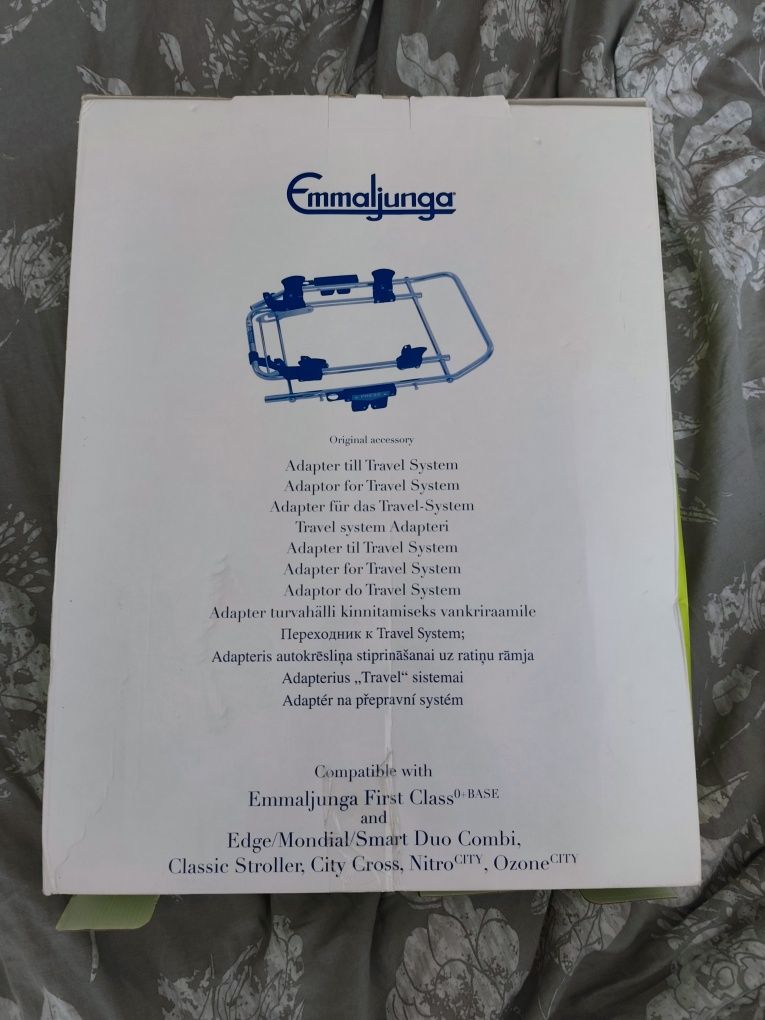 Emmaljunga
Original accessory
Adapter till Travel System
Adaptor for Travel System
Adapter für das Travel-System
Travel system Adapteri
Adapter til Travel System
Adapter for Travel System
Adaptor do Travel System
Adapter turvahälli kinnitamiseks vankriraamile
Переходник к Travel System;
Adapteris autokrēsliņa stiprināšanai uz ratiņu rāmja
Adapterius „Travel“ sistemai
Adaptér na přepravní systém
Compatible with
Emmaljunga First Class0+BASE
and
Edge/Mondial/Smart Duo Combi,
Classic Stroller, City Cross, NitroCITY, OzoneCITY